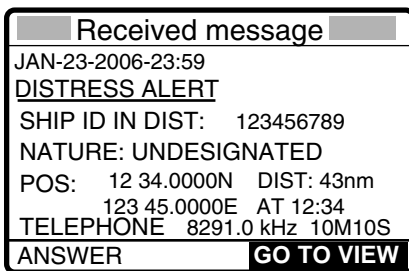 Received message
JAN-23-2006-23:59
DISTRESS ALERT
SHIP ID IN DIST: 123456789
NATURE: UNDESIGNATED
POS: 12 34.0000N DIST: 43nm
123 45.0000E AT 12:34
TELEPHONE 8291.0 kHz 10M10S
ANSWER GO TO VIEW